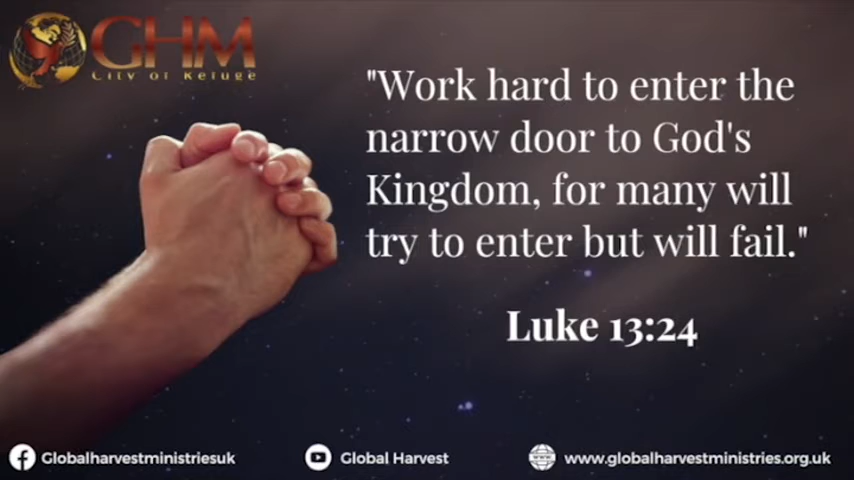 GHM
City of Refuge
"Work hard to enter the
narrow door to God's
Kingdom, for many will
try to enter but will fail."
Luke 13:24
Globalharvestministriesuk
Global Harvest
www.globalharvestministries.org.uk